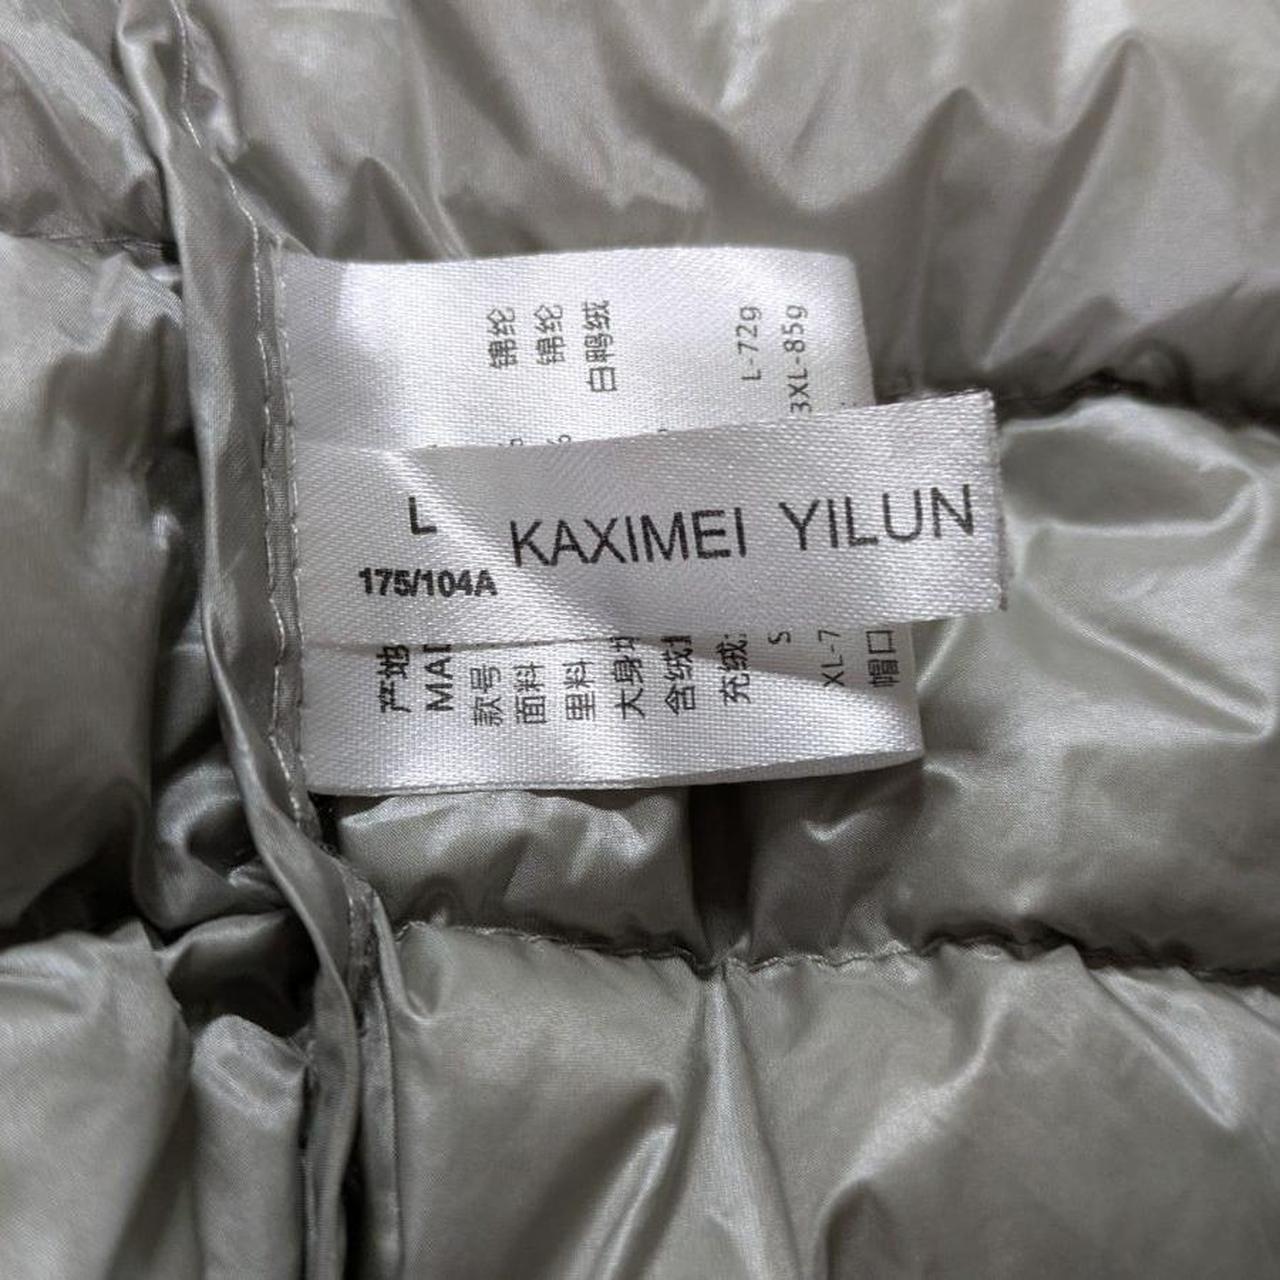 KAXIMEI YILUN
L
175/104A
产地
款号
面料 锦纶
里料 锦纶
大身 白鸭绒
含绒
充绒:
S L-72g
XL-7 3XL-85g
帽口